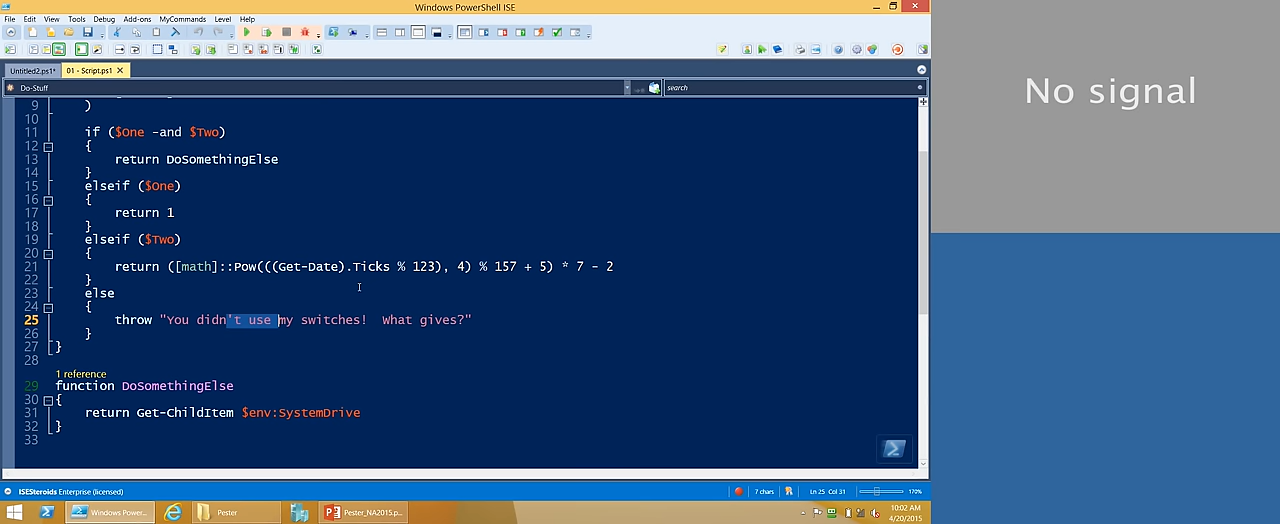 Windows PowerShell ISE
File Edit View Tools Debug Add-ons MyCommands Level Help
Untitled2.ps1* 01 - Script.ps1
Do-Stuff search
9 )
10
11 if ($One -and $Two)
12 {
13 return DoSomethingElse
14 }
15 elseif ($One)
16 {
17 return 1
18 }
19 elseif ($Two)
20 {
21 return ([math]::Pow(((Get-Date).Ticks % 123), 4) % 157 + 5) * 7 - 2
22 }
23 else
24 {
25 throw "You didn't use my switches!  What gives?"
26 }
27 }
28
1 reference
29 function DoSomethingElse
30 {
31 return Get-ChildItem $env:SystemDrive
32 }
33
ISESteroids Enterprise (licensed) 7 chars Ln 25 Col 31 170%
Windows Power... Pester Pester_NA2015.p... 10:02 AM
4/20/2015
No signal